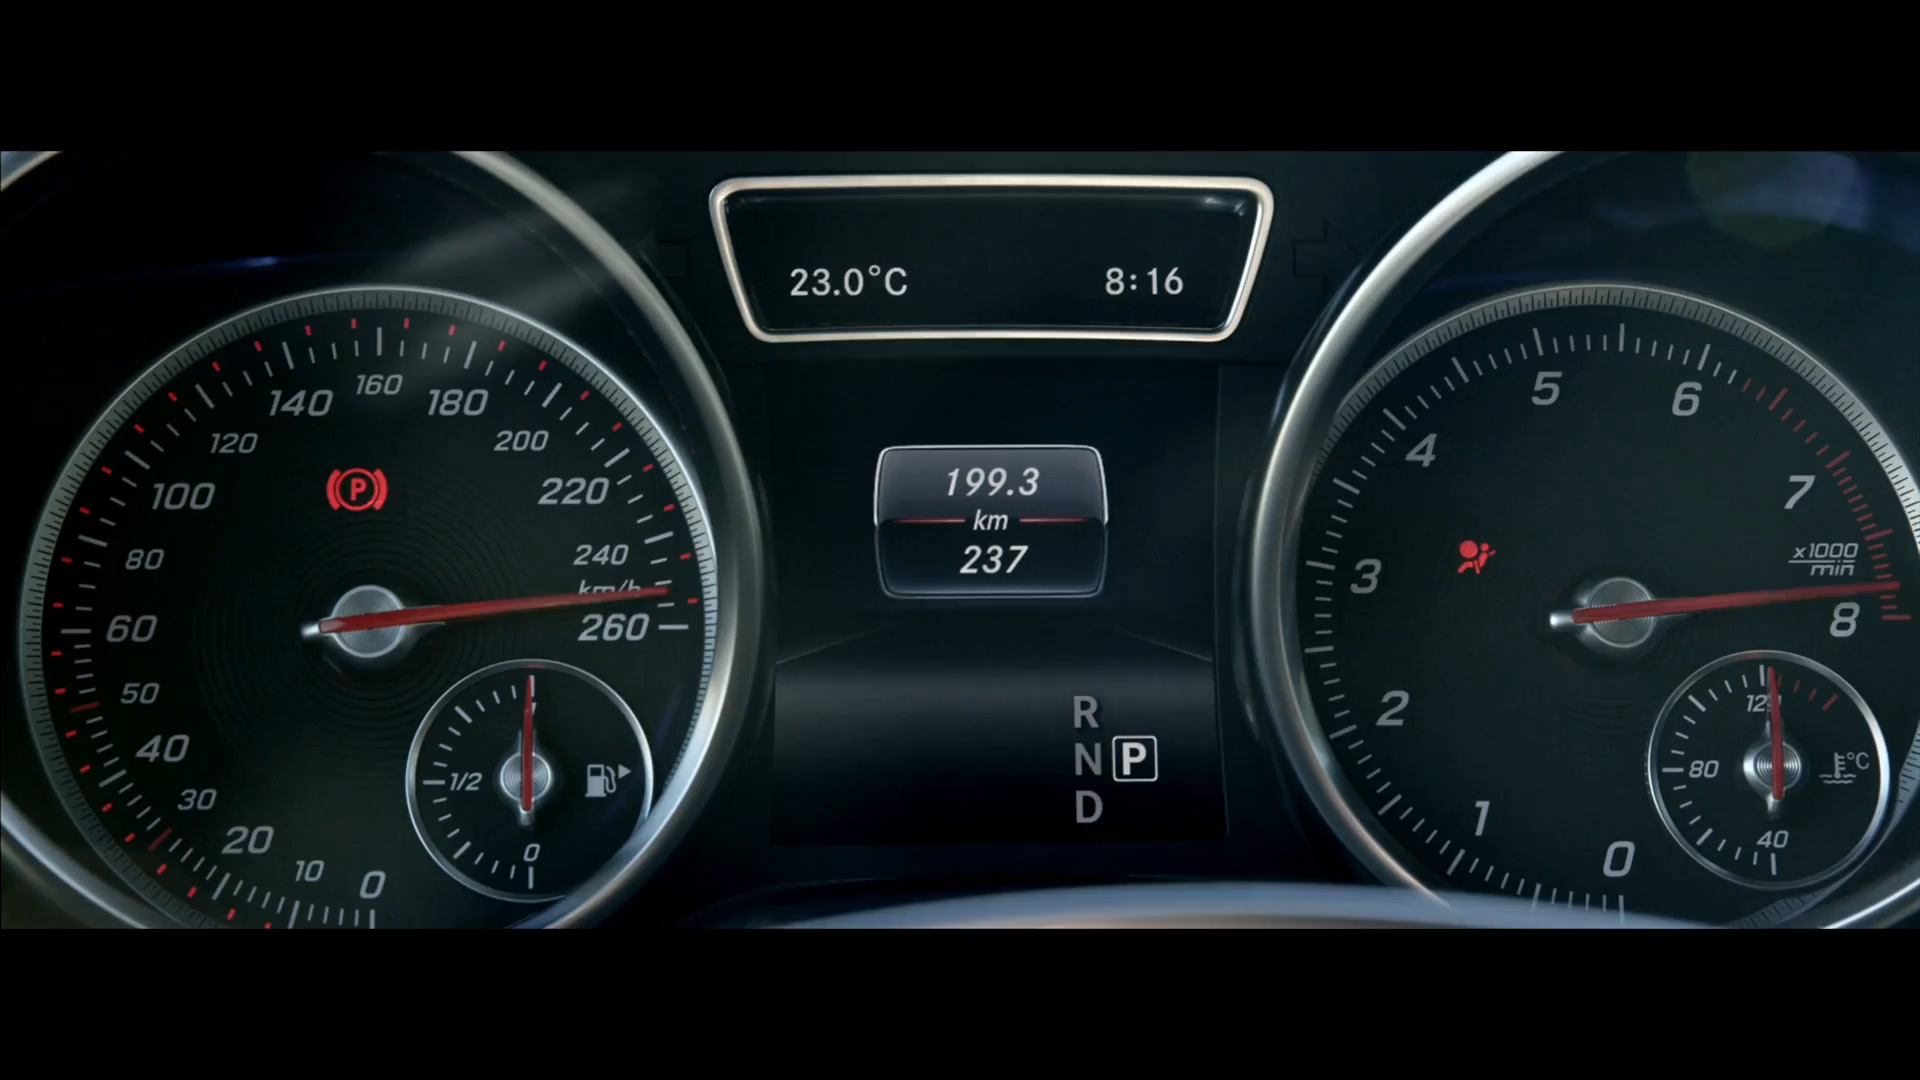 23.0°C 8:16
140 160 180
120 200
100 220
80 240
km/h
60 260
50
40
30
20
10
0
P
1/2
0
199.3
km
237
R
N P
D
5 6
4
7
3
x1000
min
8
2
1
0
120
80 °C
40